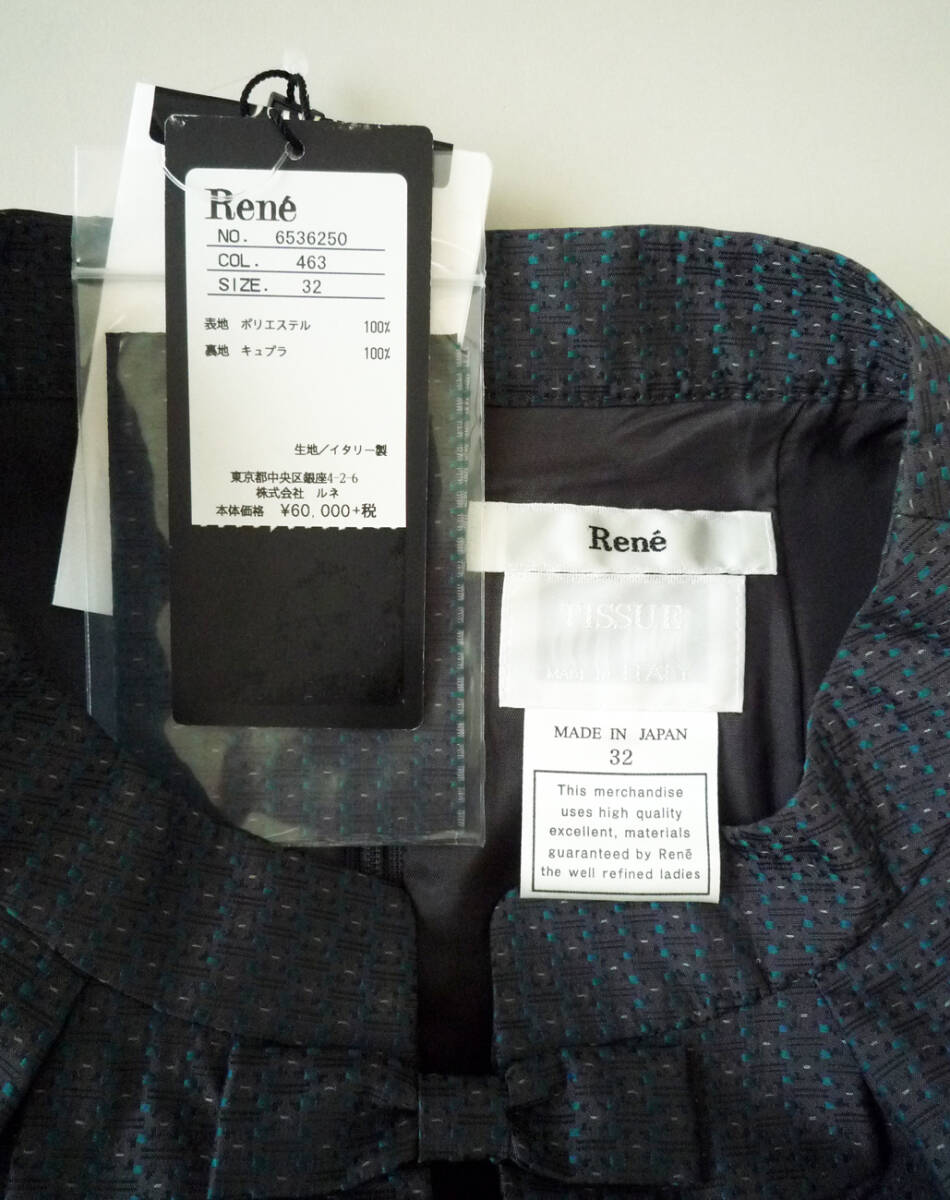 René
NO. 6536250
COL. 463
SIZE. 32
表地 ポリエステル 100%
裏地 キュプラ 100%
生地／イタリー製
東京都中央区銀座4-2-6
株式会社 ルネ
本体価格 ¥60,000+税
René
TISSUE
MADE IN ITALY
MADE IN JAPAN
32
This merchandise
uses high quality
excellent, materials
guaranteed by René
the well refined ladies